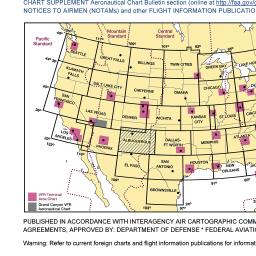 CHART SUPPLEMENT Aeronautical Chart Bulletin section (online at http://faa.gov/
NOTICES TO AIRMEN (NOTAMs) and other FLIGHT INFORMATION PUBLICATIO
Pacific
Standard
Mountain
Standard
Central
Standard
SEATTLE
GREAT FALLS
KLAMATH
FALLS
BILLINGS
TWIN CITIES
GREEN BAY
LAKE HU
SALT LAKE CITY
CHEYENNE
OMAHA
CHICAGO
DET
SAN
LAS VEGAS
DENVER
WICHITA
KANSAS
CITY
ST LOUIS
LOS
PHOENIX
ALBUQUERQUE
DALLAS-
FT WORTH
MEMPHIS
ATLANTA
EL PASO
SAN
ANTONIO
HOUSTON
NEW
ORLEANS
BROWNSVILLE
VFR Terminal
Area Chart
Grand Canyon VFR
Aeronautical Chart
PUBLISHED IN ACCORDANCE WITH INTERAGENCY AIR CARTOGRAPHIC COMM
AGREEMENTS, APPROVED BY: DEPARTMENT OF DEFENSE * FEDERAL AVIATI
Warning: Refer to current foreign charts and flight information publications for informat